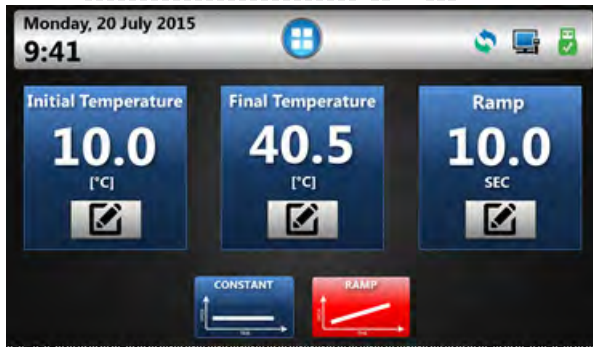 Monday, 20 July 2015
9:41
Initial Temperature
10.0
[°C]
Final Temperature
40.5
[°C]
Ramp
10.0
SEC
CONSTANT
RAMP